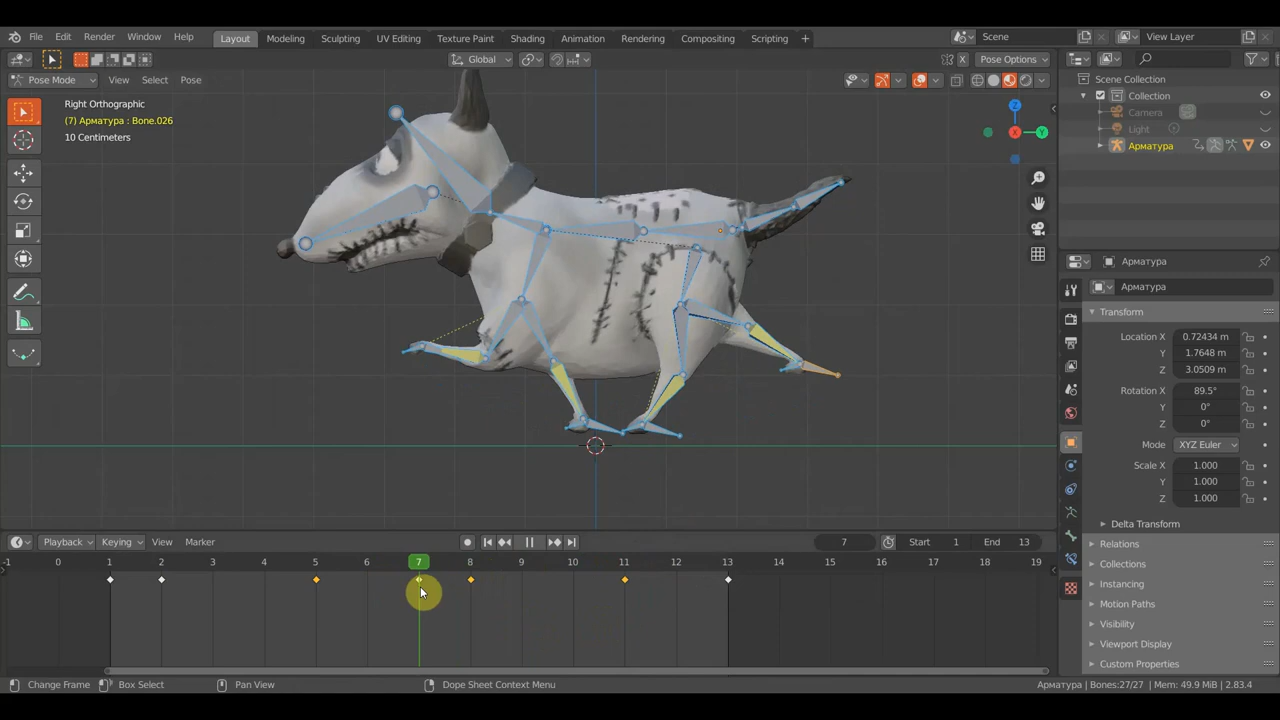 File Edit Render Window Help Layout Modeling Sculpting UV Editing Texture Paint Shading Animation Rendering Compositing Scripting + Scene View Layer
Global Pose Options
Pose Mode View Select Pose
Right Orthographic
(7) Арматура : Bone.026
10 Centimeters
Z
Y
X
Scene Collection
Collection
Camera
Light
Арматура
Арматура
Арматура
Transform
Location X 0.72434 m
Y 1.7648 m
Z 3.0509 m
Rotation X 89.5°
Y 0°
Z 0°
Mode XYZ Euler
Scale X 1.000
Y 1.000
Z 1.000
Delta Transform
Relations
Collections
Instancing
Motion Paths
Visibility
Viewport Display
Custom Properties
Playback Keying View Marker 7 Start 1 End 13
-1 0 1 2 3 4 5 6 7 8 9 10 11 12 13 14 15 16 17 18 19
Change Frame Box Select Pan View Dope Sheet Context Menu Арматура | Bones:27/27 | Mem: 49.9 MiB | 2.83.4